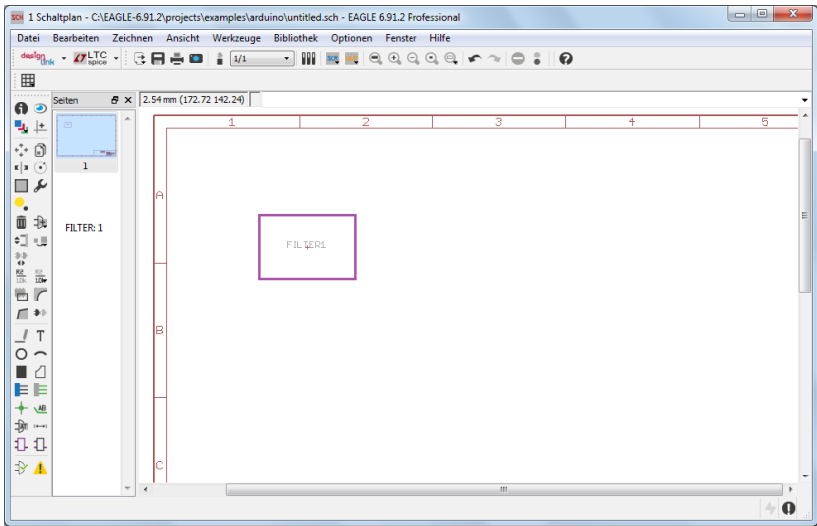 1 Schaltplan - C:\EAGLE-6.91.2\projects\examples\arduino\untitled.sch - EAGLE 6.91.2 Professional
Datei Bearbeiten Zeichnen Ansicht Werkzeuge Bibliothek Optionen Fenster Hilfe
design link LTC spice 1/1
Seiten 2.54 mm (172.72 142.24)
1 2 3 4 5
1
A
FILTER: 1
FILTER1
B
C